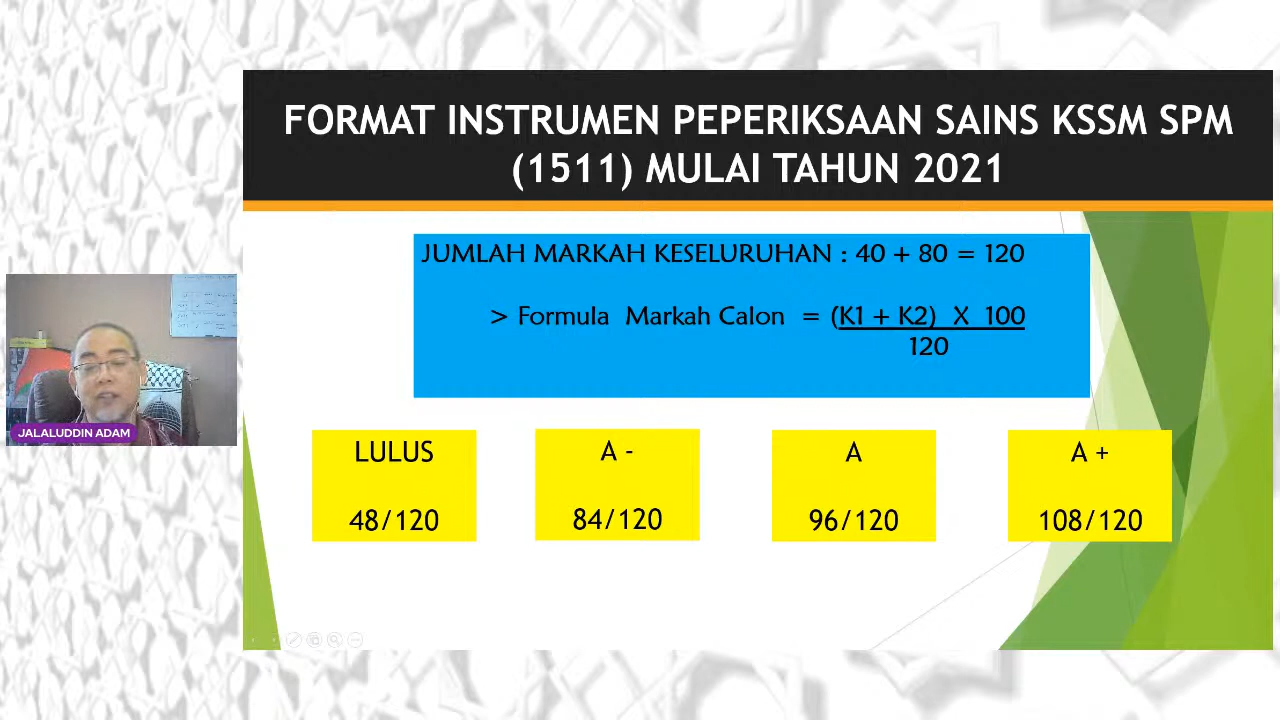 FORMAT INSTRUMEN PEPERIKSAAN SAINS KSSM SPM
(1511) MULAI TAHUN 2021
JUMLAH MARKAH KESELURUHAN : 40 + 80 = 120
> Formula Markah Calon = (K1 + K2) X 100
120
LULUS
48/120
A -
84/120
A
96/120
A +
108/120
JALALUDDIN ADAM